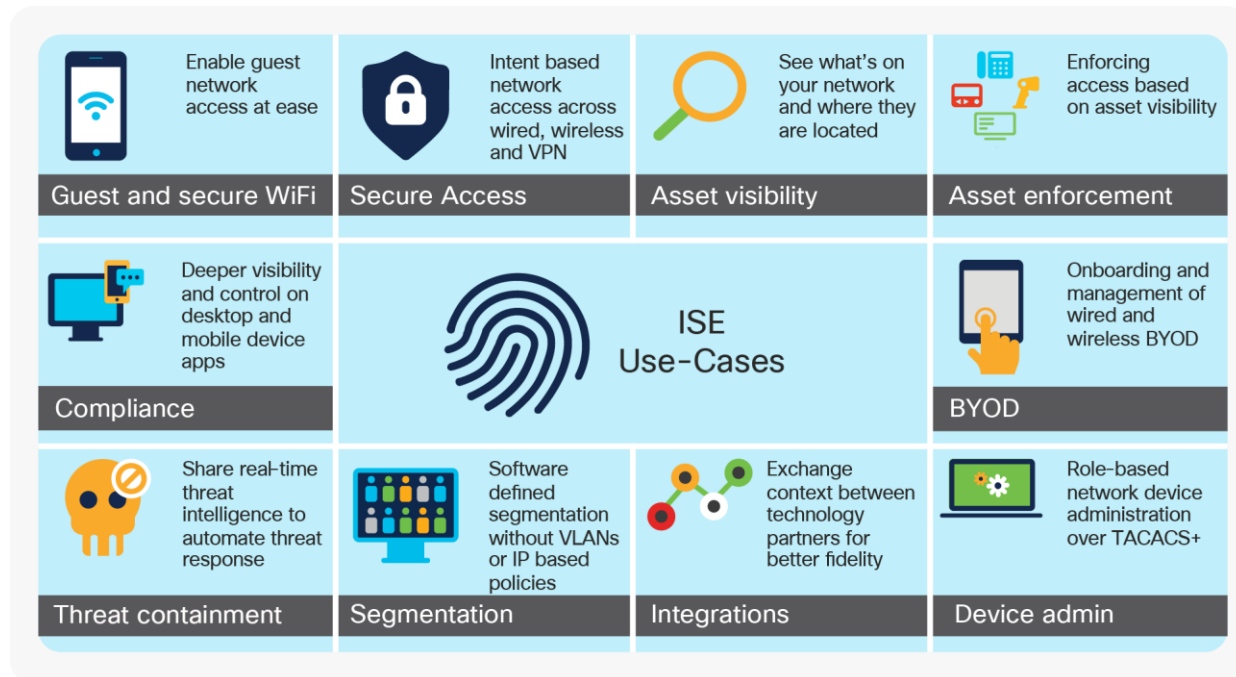 Enable guest
network
access at ease
Guest and secure WiFi
Intent based
network
access across
wired, wireless
and VPN
Secure Access
See what's on
your network
and where they
are located
Asset visibility
Enforcing
access based
on asset visibility
Asset enforcement
Deeper visibility
and control on
desktop and
mobile device
apps
Compliance
ISE
Use-Cases
Onboarding and
management of
wired and
wireless BYOD
BYOD
Share real-time
threat
intelligence to
automate threat
response
Threat containment
Software
defined
segmentation
without VLANs
or IP based
policies
Segmentation
Exchange
context between
technology
partners for
better fidelity
Integrations
Role-based
network device
administration
over TACACS+
Device admin